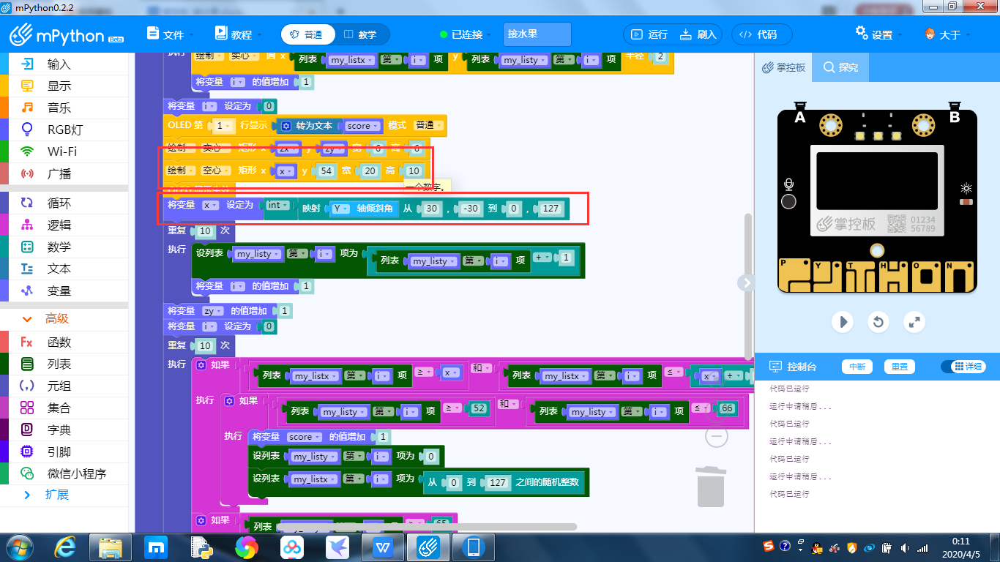 mPython0.2.2
mPython Beta 文件 教程 普通 教学 已连接 接水果 运行 刷入 </> 代码 设置 大于
输入
显示
音乐
RGB灯
Wi-Fi
广播
循环
逻辑
数学
文本
变量
高级
Fx 函数
列表
元组
集合
字典
引脚
微信小程序
扩展
执行 绘制 实心 圆 x 列表 my_listx 第 i 项 y 列表 my_listy 第 i 项 半径 2
将变量 i 的值增加 1
将变量 i 设定为 0
OLED 第 1 行显示 转为文本 score 模式 普通
绘制 实心 矩形 x zx y zy 宽 6 高 6
绘制 空心 矩形 x x y 54 宽 20 高 10
一个数字。
将变量 x 设定为 int 映射 Y 轴倾斜角 从 30 , -30 到 0 , 127
重复 10 次
执行 设列表 my_listy 第 i 项为 列表 my_listy 第 i 项 + 1
将变量 i 的值增加 1
将变量 zy 的值增加 1
将变量 i 设定为 0
重复 10 次
执行 如果 列表 my_listx 第 i 项 ≥ x 和 列表 my_listx 第 i 项 ≤ x +
执行 如果 列表 my_listy 第 i 项 ≥ 52 和 列表 my_listy 第 i 项 ≤ 66
执行 将变量 score 的值增加 1
设列表 my_listy 第 i 项为 0
设列表 my_listx 第 i 项为 从 0 到 127 之间的随机整数
如果 列表 65
掌控板 探究
A B
掌控板 01234
56789
P Y T H O N
控制台 中断 重置 详细
代码已运行
运行中请稍后...
代码已运行
运行中请稍后...
代码已运行
运行中请稍后...
代码已运行
0:11
2020/4/5